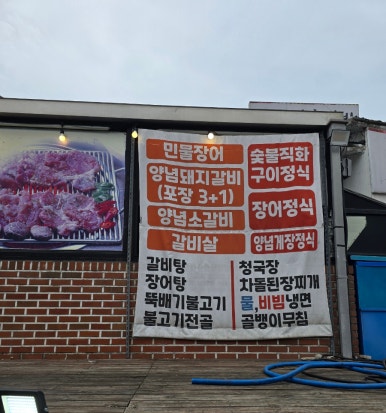 민물장어
양념돼지갈비
(포장 3+1)
양념소갈비
갈비살
숯불직화
구이정식
장어정식
양념게장정식
갈비탕
장어탕
뚝배기불고기
불고기전골
청국장
차돌된장찌개
물,비빔냉면
골뱅이무침